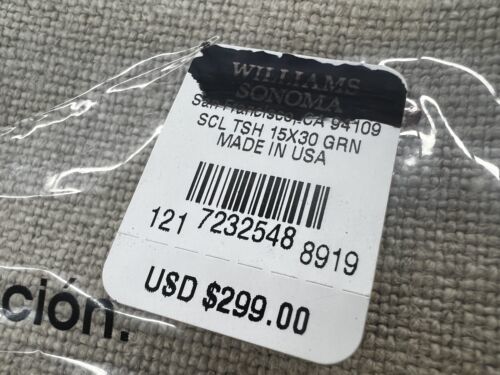 WILLIAMS
SONOMA
San Francisco, CA 94109
SCL TSH 15X30 GRN
MADE IN USA
121 7232548 8919
USD $299.00
ción.